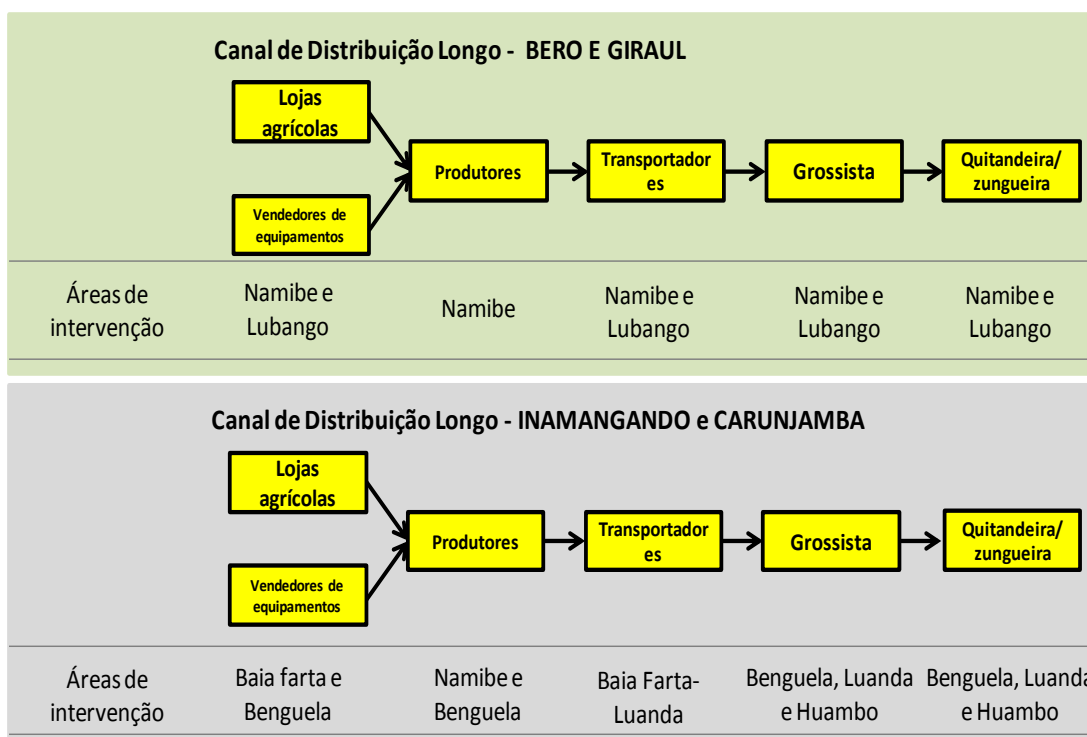 Canal de Distribuição Longo - BERO E GIRAUL
Lojas
agrícolas
Vendedores de
equipamentos
Produtores
Transportador
es
Grossista
Quitandeira/
zungueira
Áreas de
intervenção
Namibe e
Lubango
Namibe
Namibe e
Lubango
Namibe e
Lubango
Namibe e
Lubango
Canal de Distribuição Longo - INAMANGANDO e CARUNJAMBA
Lojas
agrícolas
Vendedores de
equipamentos
Produtores
Transportador
es
Grossista
Quitandeira/
zungueira
Áreas de
intervenção
Baia farta e
Benguela
Namibe e
Benguela
Baia Farta-
Luanda
Benguela, Luanda
e Huambo
Benguela, Luanda
e Huambo